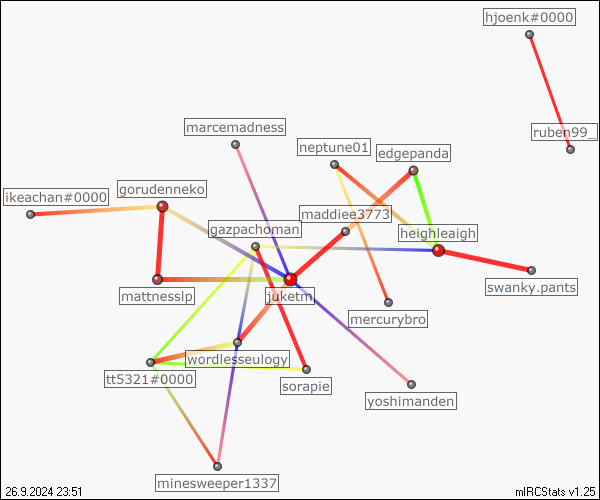 hjoenk#0000
marcemadness
ruben99_
neptune01
edgepanda
ikeachan#0000
gorudenneko
maddiee3773
gazpachoman
heighleaigh
mattnesslp
juketm
swanky.pants
mercurybro
wordlesseulogy
tt5321#0000
sorapie
yoshimanden
minesweeper1337
26.9.2024 23:51
mIRCStats v1.25